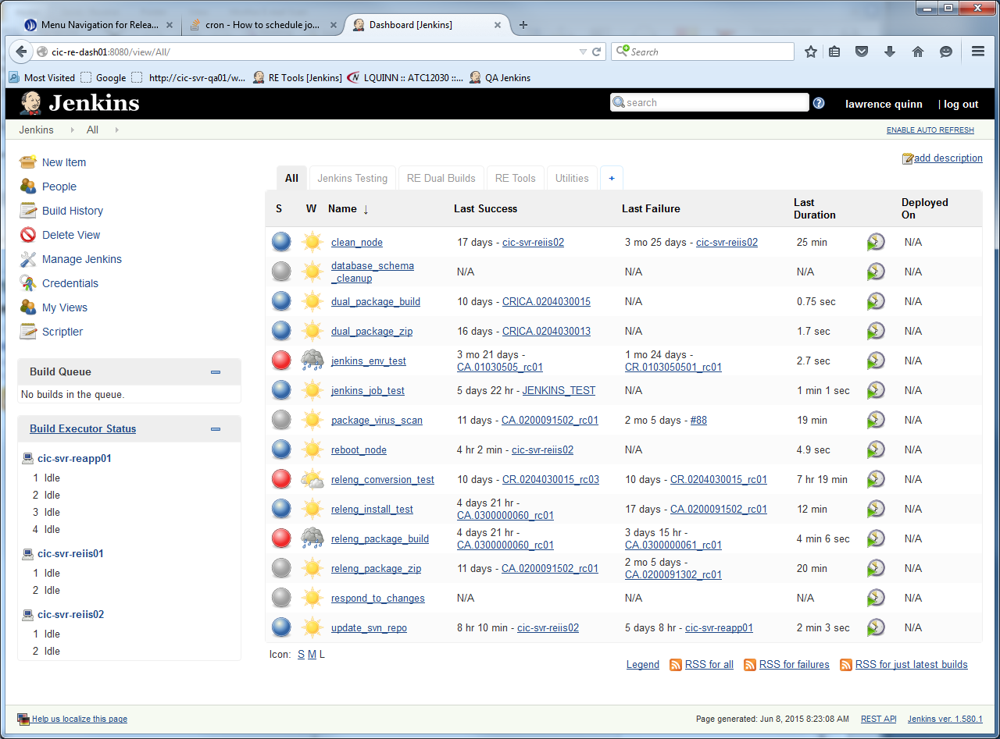 Menu Navigation for Relea... cron - How to schedule jo... Dashboard [Jenkins]
cic-re-dash01:8080/view/All/ Search
Most Visited Google http://cic-svr-qa01/w... RE Tools [Jenkins] LQUINN :: ATC12030 ::... QA Jenkins
Jenkins search lawrence quinn | log out
Jenkins All ENABLE AUTO REFRESH
add description
New Item
People
Build History
Delete View
Manage Jenkins
Credentials
My Views
Scriptler
Build Queue
No builds in the queue.
Build Executor Status
cic-svr-reapp01
1 Idle
2 Idle
3 Idle
4 Idle
cic-svr-reiis01
1 Idle
2 Idle
cic-svr-reiis02
1 Idle
2 Idle
All Jenkins Testing RE Dual Builds RE Tools Utilities +
S W Name ↓ Last Success Last Failure Last Duration Deployed On
clean_node 17 days - cic-svr-reiis02 3 mo 25 days - cic-svr-reiis02 25 min N/A
database_schema_cleanup N/A N/A N/A N/A
dual_package_build 10 days - CR|CA.0204030015 N/A 0.75 sec N/A
dual_package_zip 16 days - CR|CA.0204030013 N/A 1.7 sec N/A
jenkins_env_test 3 mo 21 days - CA.01030505_rc01 1 mo 24 days - CR.0103050501_rc01 2.7 sec N/A
jenkins_job_test 5 days 22 hr - JENKINS_TEST N/A 1 min 1 sec N/A
package_virus_scan 11 days - CA.0200091502_rc01 2 mo 5 days - #88 19 min N/A
reboot_node 4 hr 2 min - cic-svr-reiis02 N/A 4.9 sec N/A
releng_conversion_test 10 days - CR.0204030015_rc03 10 days - CR.0204030015_rc01 7 hr 19 min N/A
releng_install_test 4 days 21 hr - CA.0300000060_rc01 17 days - CA.0200091502_rc01 12 min N/A
releng_package_build 4 days 21 hr - CA.0300000060_rc01 3 days 15 hr - CA.0300000061_rc01 4 min 6 sec N/A
releng_package_zip 11 days - CA.0200091502_rc01 2 mo 5 days - CA.0200091302_rc01 20 min N/A
respond_to_changes N/A N/A N/A N/A
update_svn_repo 8 hr 10 min - cic-svr-reiis02 5 days 8 hr - cic-svr-reapp01 2 min 3 sec N/A
Icon: S M L
Legend RSS for all RSS for failures RSS for just latest builds
Help us localize this page Page generated: Jun 8, 2015 8:23:08 AM REST API Jenkins ver. 1.580.1